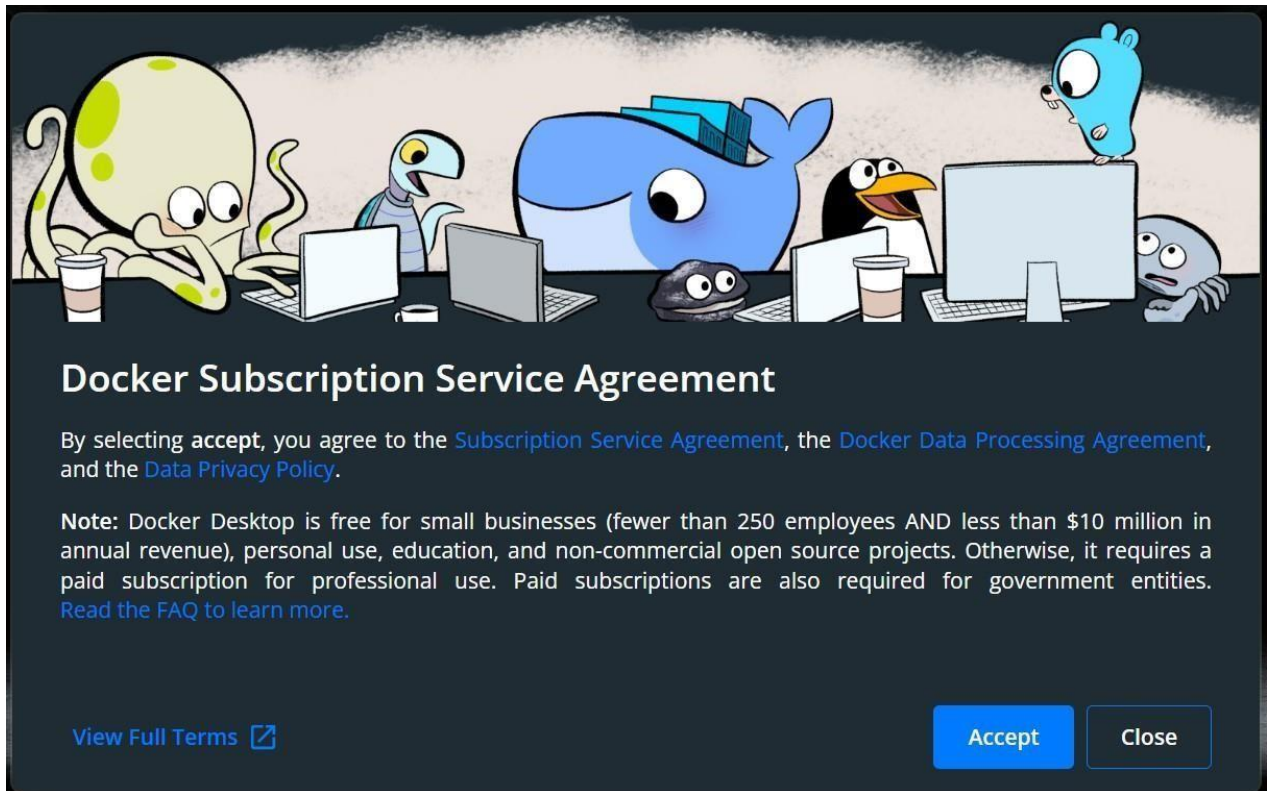 Docker Subscription Service Agreement
By selecting accept, you agree to the Subscription Service Agreement, the Docker Data Processing Agreement,
and the Data Privacy Policy.
Note: Docker Desktop is free for small businesses (fewer than 250 employees AND less than $10 million in
annual revenue), personal use, education, and non-commercial open source projects. Otherwise, it requires a
paid subscription for professional use. Paid subscriptions are also required for government entities.
Read the FAQ to learn more.
View Full Terms
Accept
Close